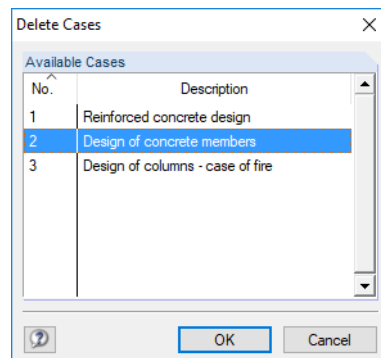 Delete Cases
Available Cases
No. Description
1 Reinforced concrete design
2 Design of concrete members
3 Design of columns - case of fire
OK Cancel